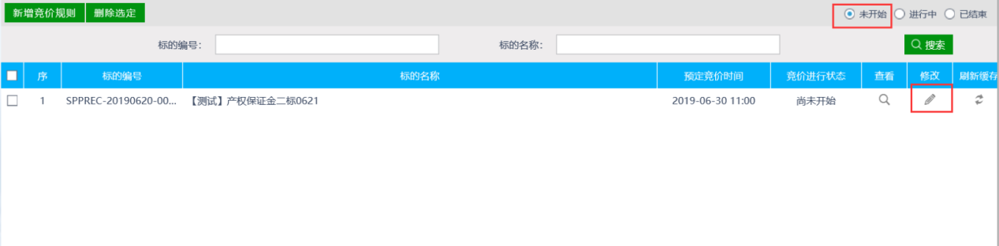 新增竞价规则 删除选定 未开始 进行中 已结束
标的编号: 标的名称: 搜索
序 标的编号 标的名称 预定竞价时间 竞价进行状态 查看 修改 刷新缓存
1 SPPREC-20190620-00... 【测试】产权保证金二标0621 2019-06-30 11:00 尚未开始